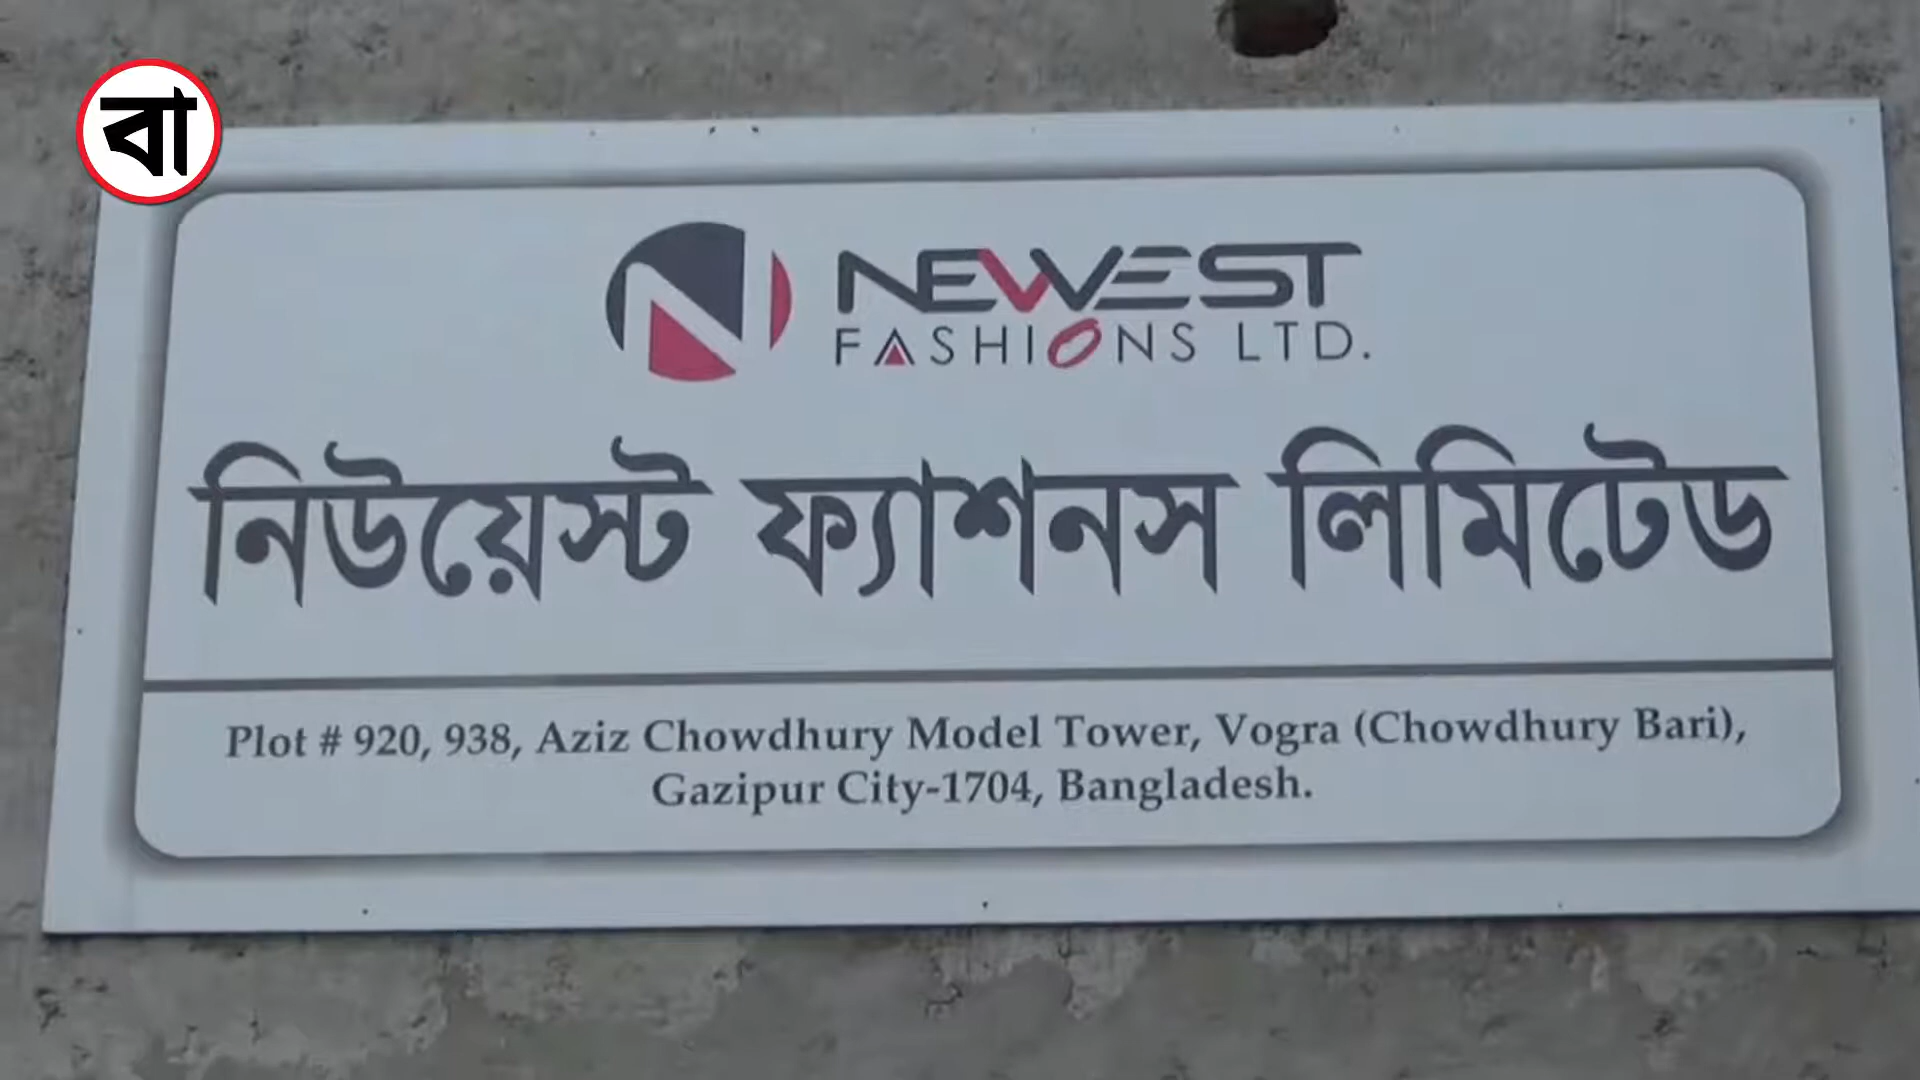 বা
NEWEST
FASHIONS LTD.
নিউয়েস্ট ফ্যাশনস লিমিটেড
Plot # 920, 938, Aziz Chowdhury Model Tower, Vogra (Chowdhury Bari),
Gazipur City-1704, Bangladesh.